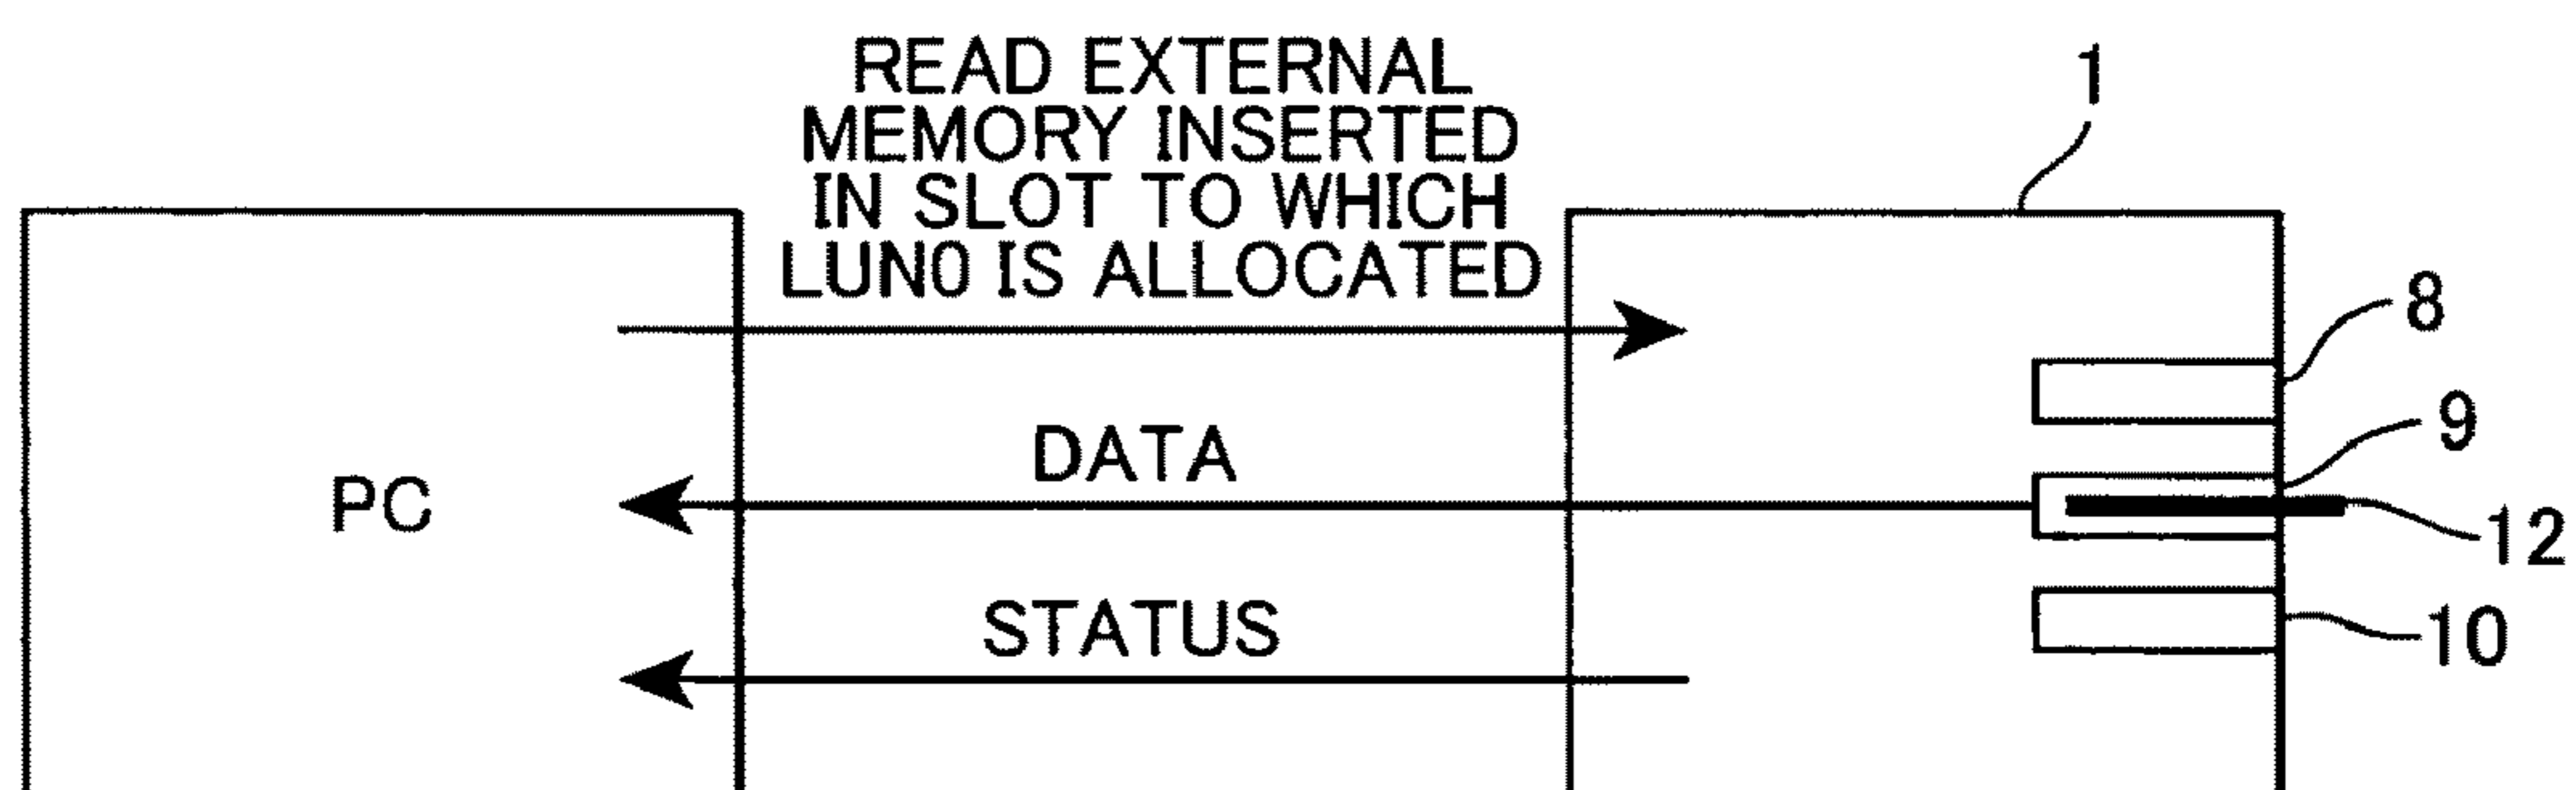 READ EXTERNAL
MEMORY INSERTED
IN SLOT TO WHICH
LUN0 IS ALLOCATED
1
8
DATA
9
PC
12
STATUS
10